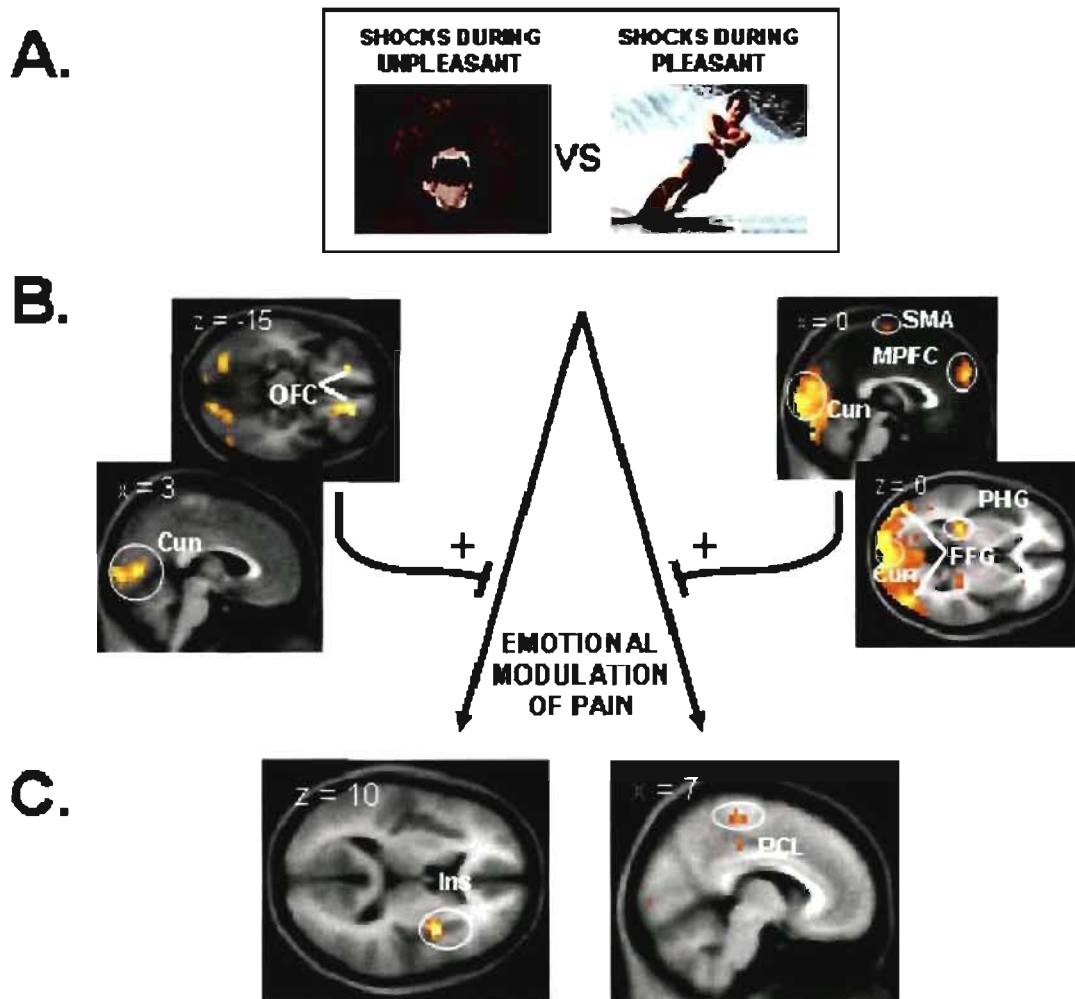 A.
SHOCKS DURING
UNPLEASANT
VS
SHOCKS DURING
PLEASANT
B.
z = -15
OFC
x = 3
Cun
+
x = 0
SMA
MPFC
Cun
z = 0
PHG
FFG
Cun
+
EMOTIONAL
MODULATION
OF PAIN
C.
z = 10
Ins
x = 7
PCL